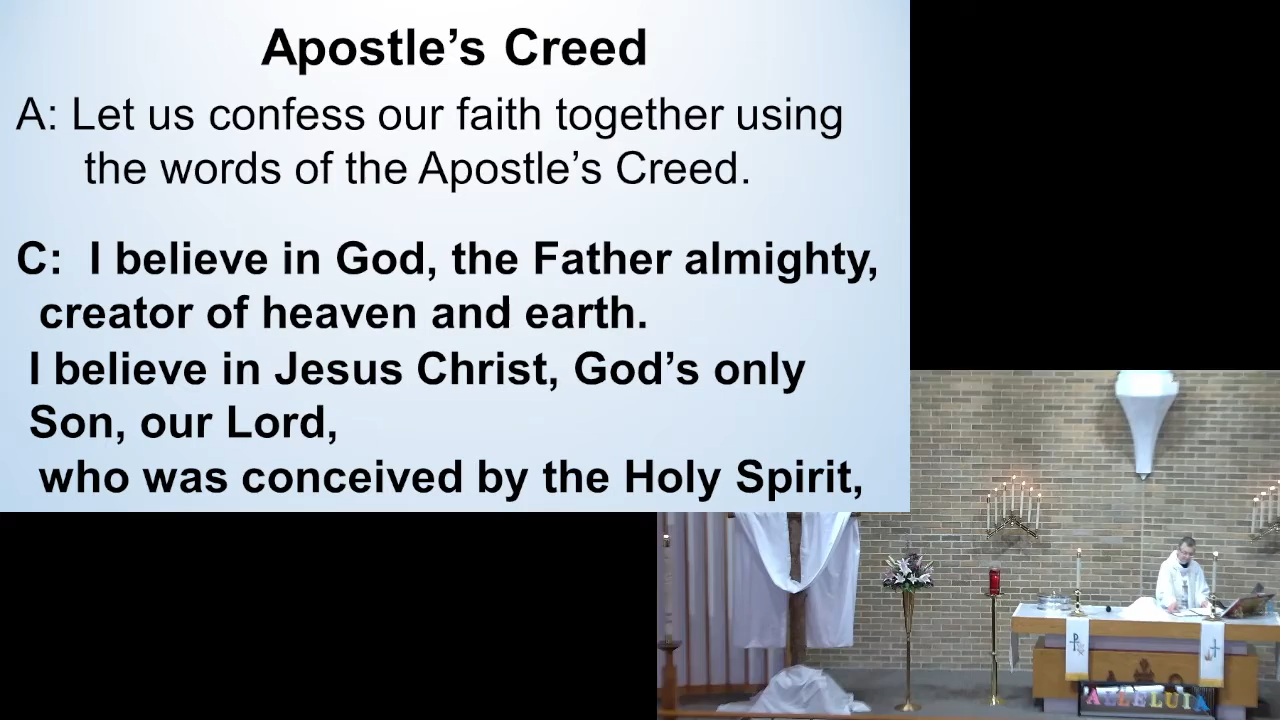 Apostle’s Creed
A: Let us confess our faith together using
the words of the Apostle’s Creed.
C: I believe in God, the Father almighty,
creator of heaven and earth.
I believe in Jesus Christ, God’s only
Son, our Lord,
who was conceived by the Holy Spirit,
ALLELUIA